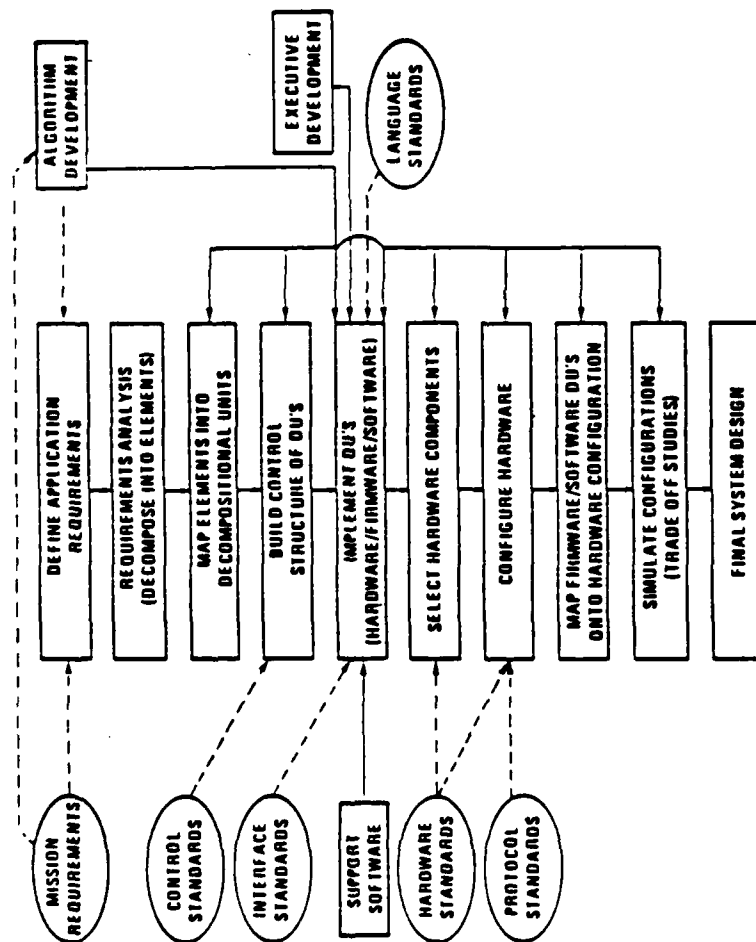 MISSION
REQUIREMENTS
CONTROL
STANDARDS
INTERFACE
STANDARDS
SUPPORT
SOFTWARE
HARDWARE
STANDARDS
PROTOCOL
STANDARDS
DEFINE APPLICATION
REQUIREMENTS
REQUIREMENTS ANALYSIS
(DECOMPOSE INTO ELEMENTS)
MAP ELEMENTS INTO
DECOMPOSITIONAL UNITS
BUILD CONTROL
STRUCTURE OF DU'S
IMPLEMENT DU'S
(HARDWARE/FIRMWARE/SOFTWARE)
SELECT HARDWARE COMPONENTS
CONFIGURE HARDWARE
MAP FIRMWARE/SOFTWARE DU'S
ONTO HARDWARE CONFIGURATION
SIMULATE CONFIGURATIONS
(TRADE OFF STUDIES)
FINAL SYSTEM DESIGN
ALGORITHM
DEVELOPMENT
EXECUTIVE
DEVELOPMENT
LANGUAGE
STANDARDS